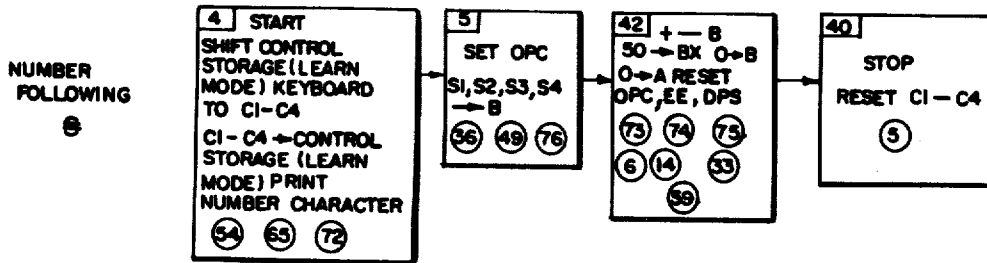 NUMBER
FOLLOWING
4 START
SHIFT CONTROL
STORAGE (LEARN
MODE) KEYBOARD
TO C1-C4
C1-C4→CONTROL
STORAGE (LEARN
MODE) PRINT
NUMBER CHARACTER
54 65 72
5
SET OPC
S1, S2, S3, S4
→ B
36 49 76
42
+ — B
50 → BX 0→B
0→A RESET
OPC, EE, DPS
73 74 75
6 14 33
59
40
STOP
RESET C1-C4
5